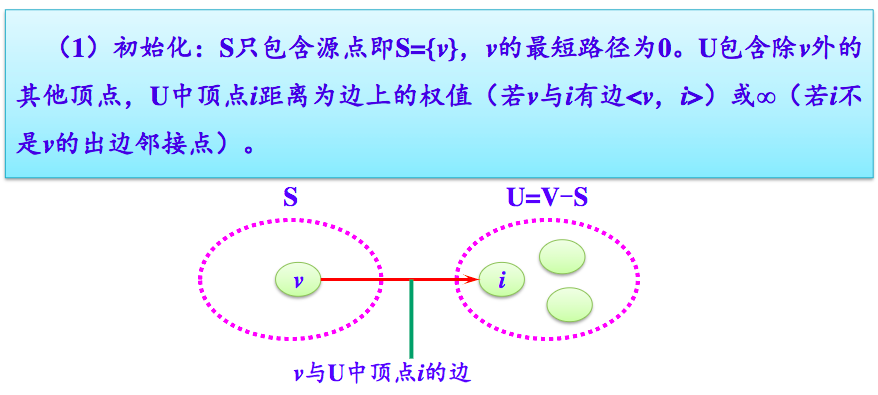 （1）初始化：S只包含源点即S={v}，v的最短路径为0。U包含除v外的
其他顶点，U中顶点i距离为边上的权值（若v与i有边<v，i>）或∞（若i不
是v的出边邻接点）。
S
U=V-S
v
i
v与U中顶点i的边